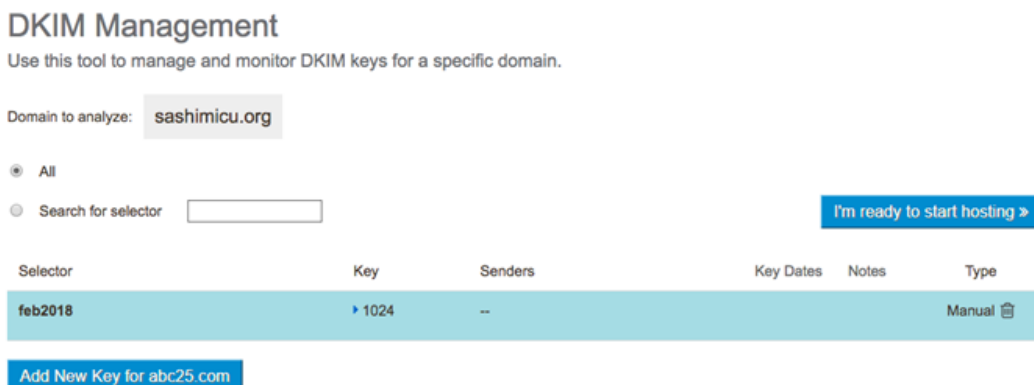 DKIM Management
Use this tool to manage and monitor DKIM keys for a specific domain.
Domain to analyze: sashimicu.org
All
Search for selector
I'm ready to start hosting »
Selector Key Senders Key Dates Notes Type
feb2018 1024 -- Manual
Add New Key for abc25.com